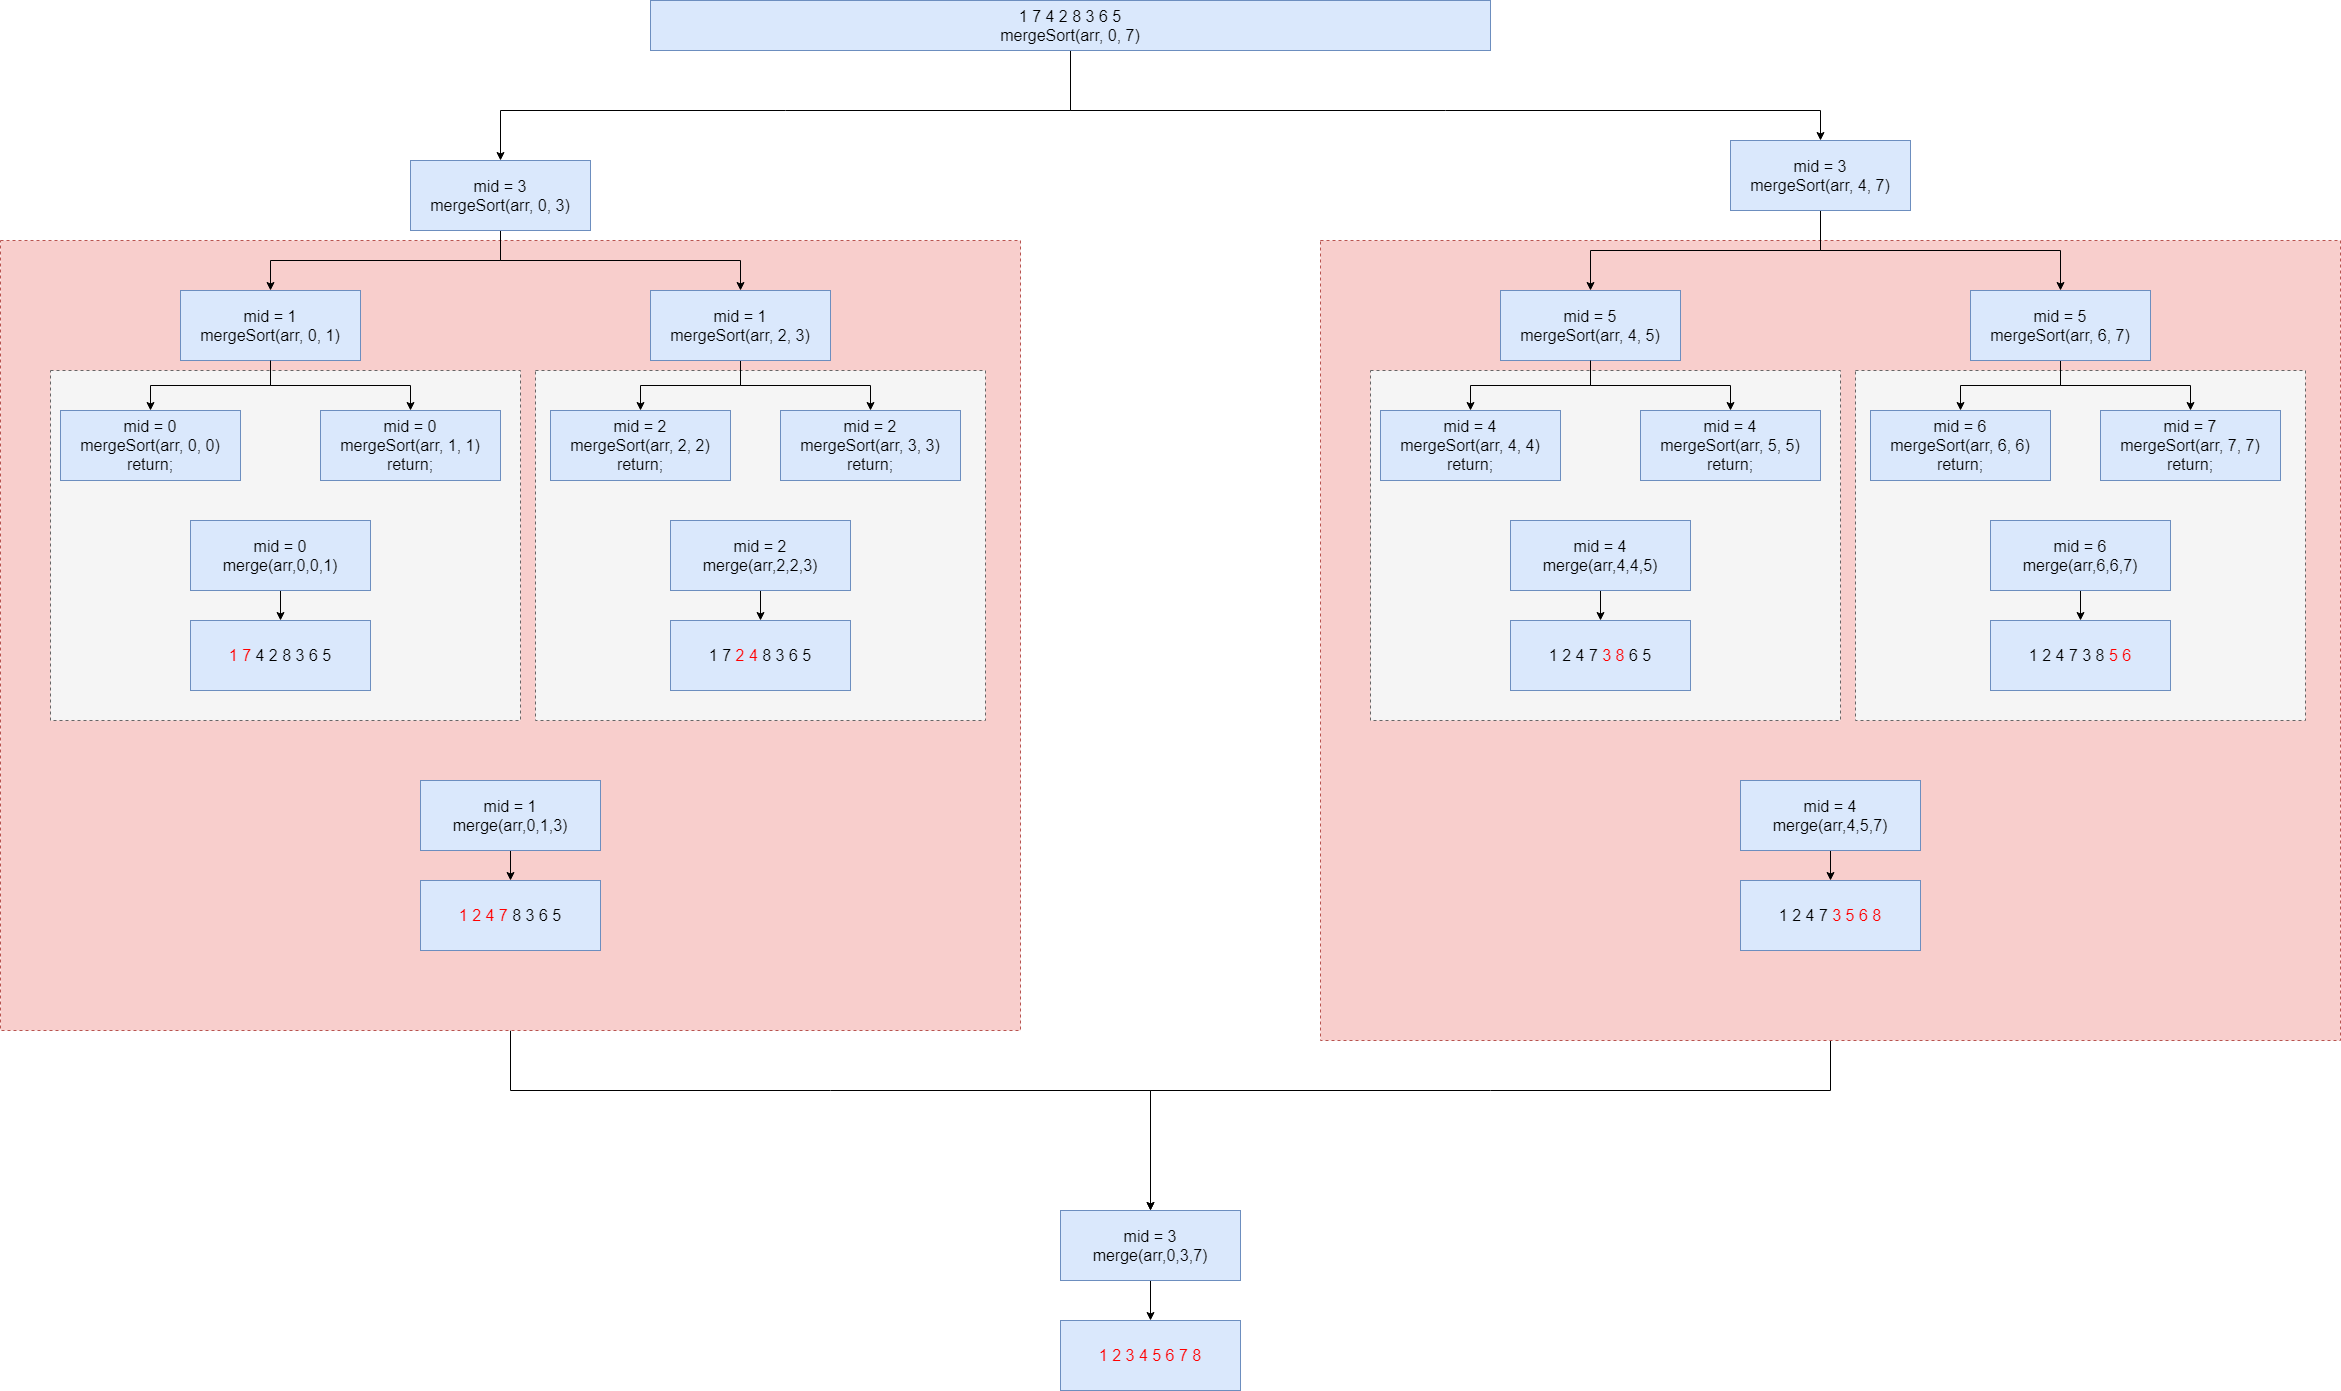 1 7 4 2 8 3 6 5
mergeSort(arr, 0, 7)
mid = 3
mergeSort(arr, 0, 3)
mid = 3
mergeSort(arr, 4, 7)
mid = 1
mergeSort(arr, 0, 1)
mid = 1
mergeSort(arr, 2, 3)
mid = 5
mergeSort(arr, 4, 5)
mid = 5
mergeSort(arr, 6, 7)
mid = 0
mergeSort(arr, 0, 0)
return;
mid = 0
mergeSort(arr, 1, 1)
return;
mid = 2
mergeSort(arr, 2, 2)
return;
mid = 2
mergeSort(arr, 3, 3)
return;
mid = 4
mergeSort(arr, 4, 4)
return;
mid = 4
mergeSort(arr, 5, 5)
return;
mid = 6
mergeSort(arr, 6, 6)
return;
mid = 7
mergeSort(arr, 7, 7)
return;
mid = 0
merge(arr,0,0,1)
mid = 2
merge(arr,2,2,3)
mid = 4
merge(arr,4,4,5)
mid = 6
merge(arr,6,6,7)
1 7 4 2 8 3 6 5
1 7 2 4 8 3 6 5
1 2 4 7 3 8 6 5
1 2 4 7 3 8 5 6
mid = 1
merge(arr,0,1,3)
mid = 4
merge(arr,4,5,7)
1 2 4 7 8 3 6 5
1 2 4 7 3 5 6 8
mid = 3
merge(arr,0,3,7)
1 2 3 4 5 6 7 8